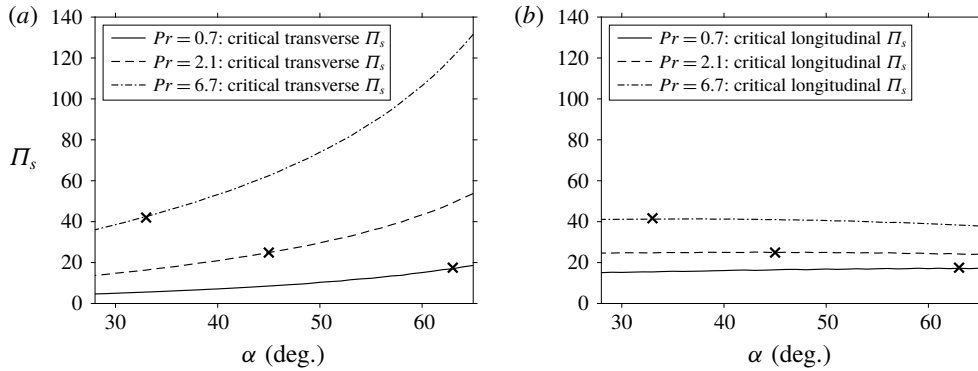 (a)
140
120
100
80
60
40
20
0
Π_s
Pr = 0.7: critical transverse Π_s
Pr = 2.1: critical transverse Π_s
Pr = 6.7: critical transverse Π_s
30 40 50 60
α (deg.)
(b)
140
120
100
80
60
40
20
0
Pr = 0.7: critical longitudinal Π_s
Pr = 2.1: critical longitudinal Π_s
Pr = 6.7: critical longitudinal Π_s
30 40 50 60
α (deg.)